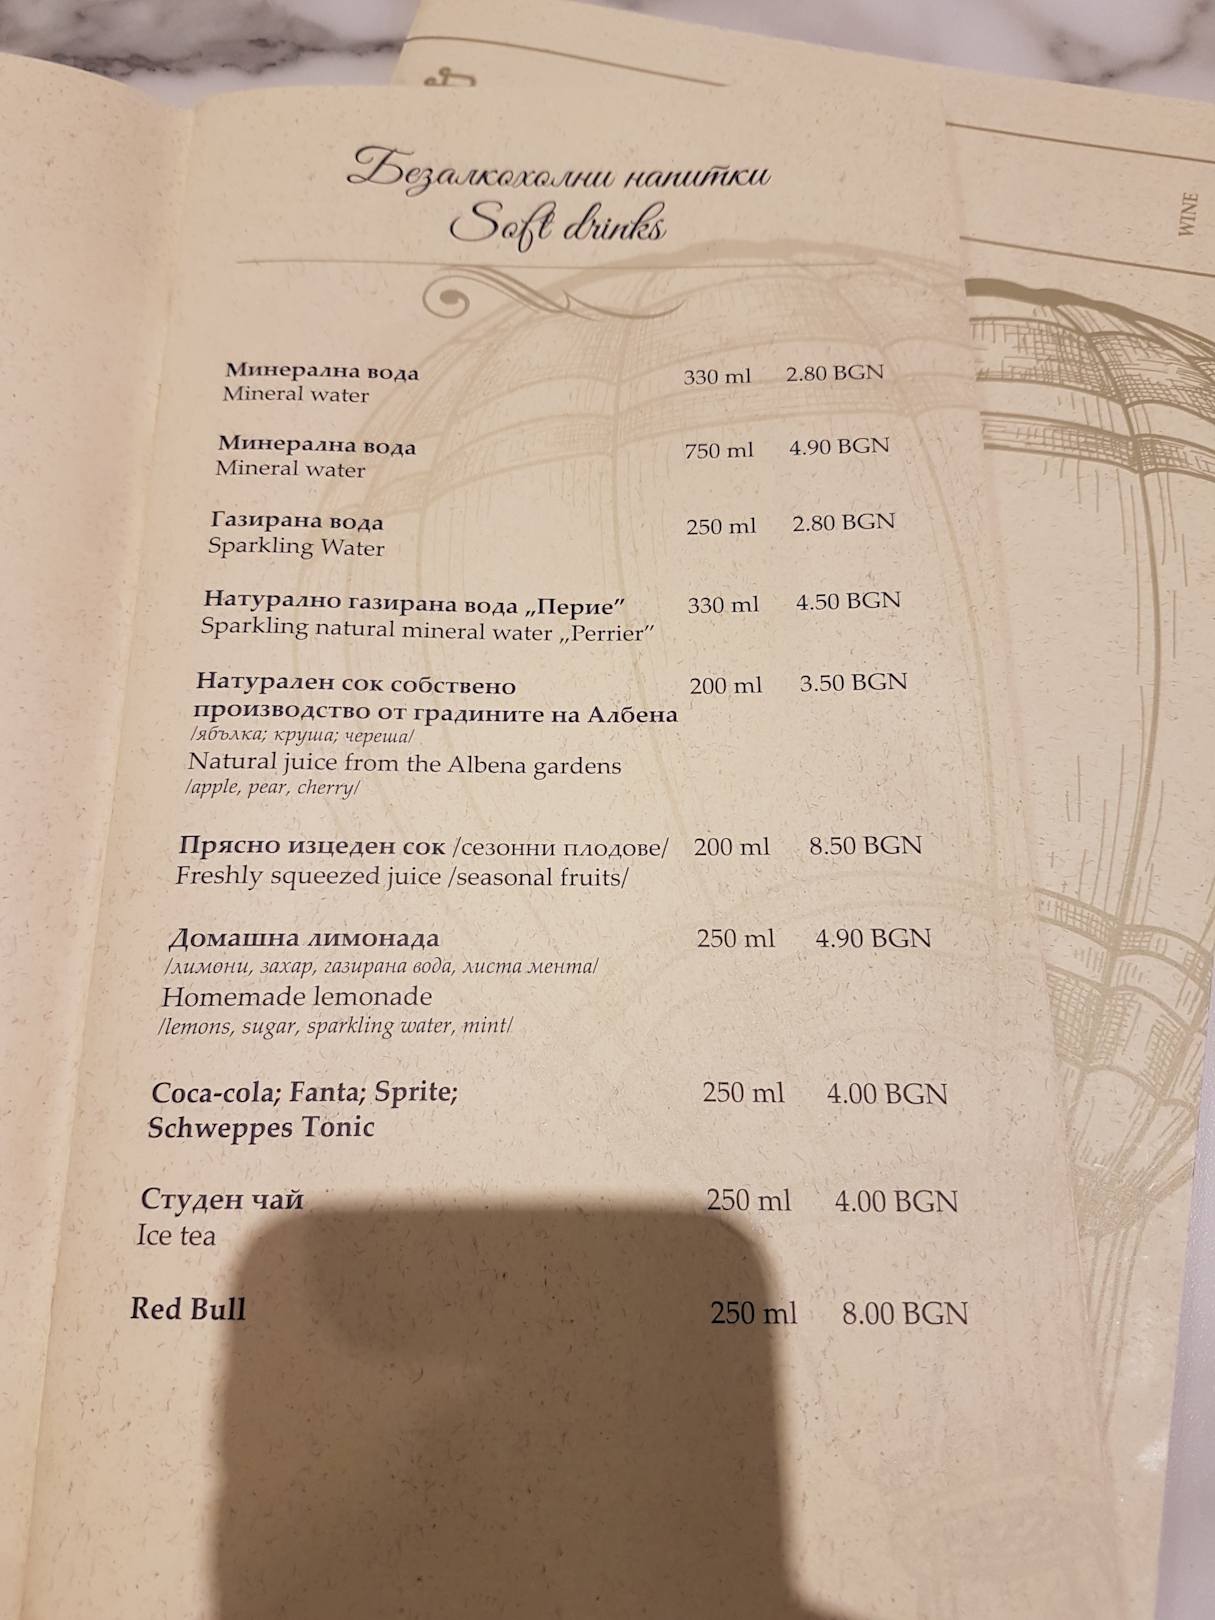 Безалкохолни напитки
Soft drinks
WINE
Минерална вода 330 ml 2.80 BGN
Mineral water
Минерална вода 750 ml 4.90 BGN
Mineral water
Газирана вода 250 ml 2.80 BGN
Sparkling Water
Натурално газирана вода „Перие” 330 ml 4.50 BGN
Sparkling natural mineral water „Perrier”
Натурален сок собствено 200 ml 3.50 BGN
производство от градините на Албена
/ябълка; круша; череша/
Natural juice from the Albena gardens
/apple, pear, cherry/
Прясно изцеден сок /сезонни плодове/ 200 ml 8.50 BGN
Freshly squeezed juice /seasonal fruits/
Домашна лимонада 250 ml 4.90 BGN
/лимони, захар, газирана вода, листа мента/
Homemade lemonade
/lemons, sugar, sparkling water, mint/
Coca-cola; Fanta; Sprite; 250 ml 4.00 BGN
Schweppes Tonic
Студен чай 250 ml 4.00 BGN
Ice tea
Red Bull 250 ml 8.00 BGN